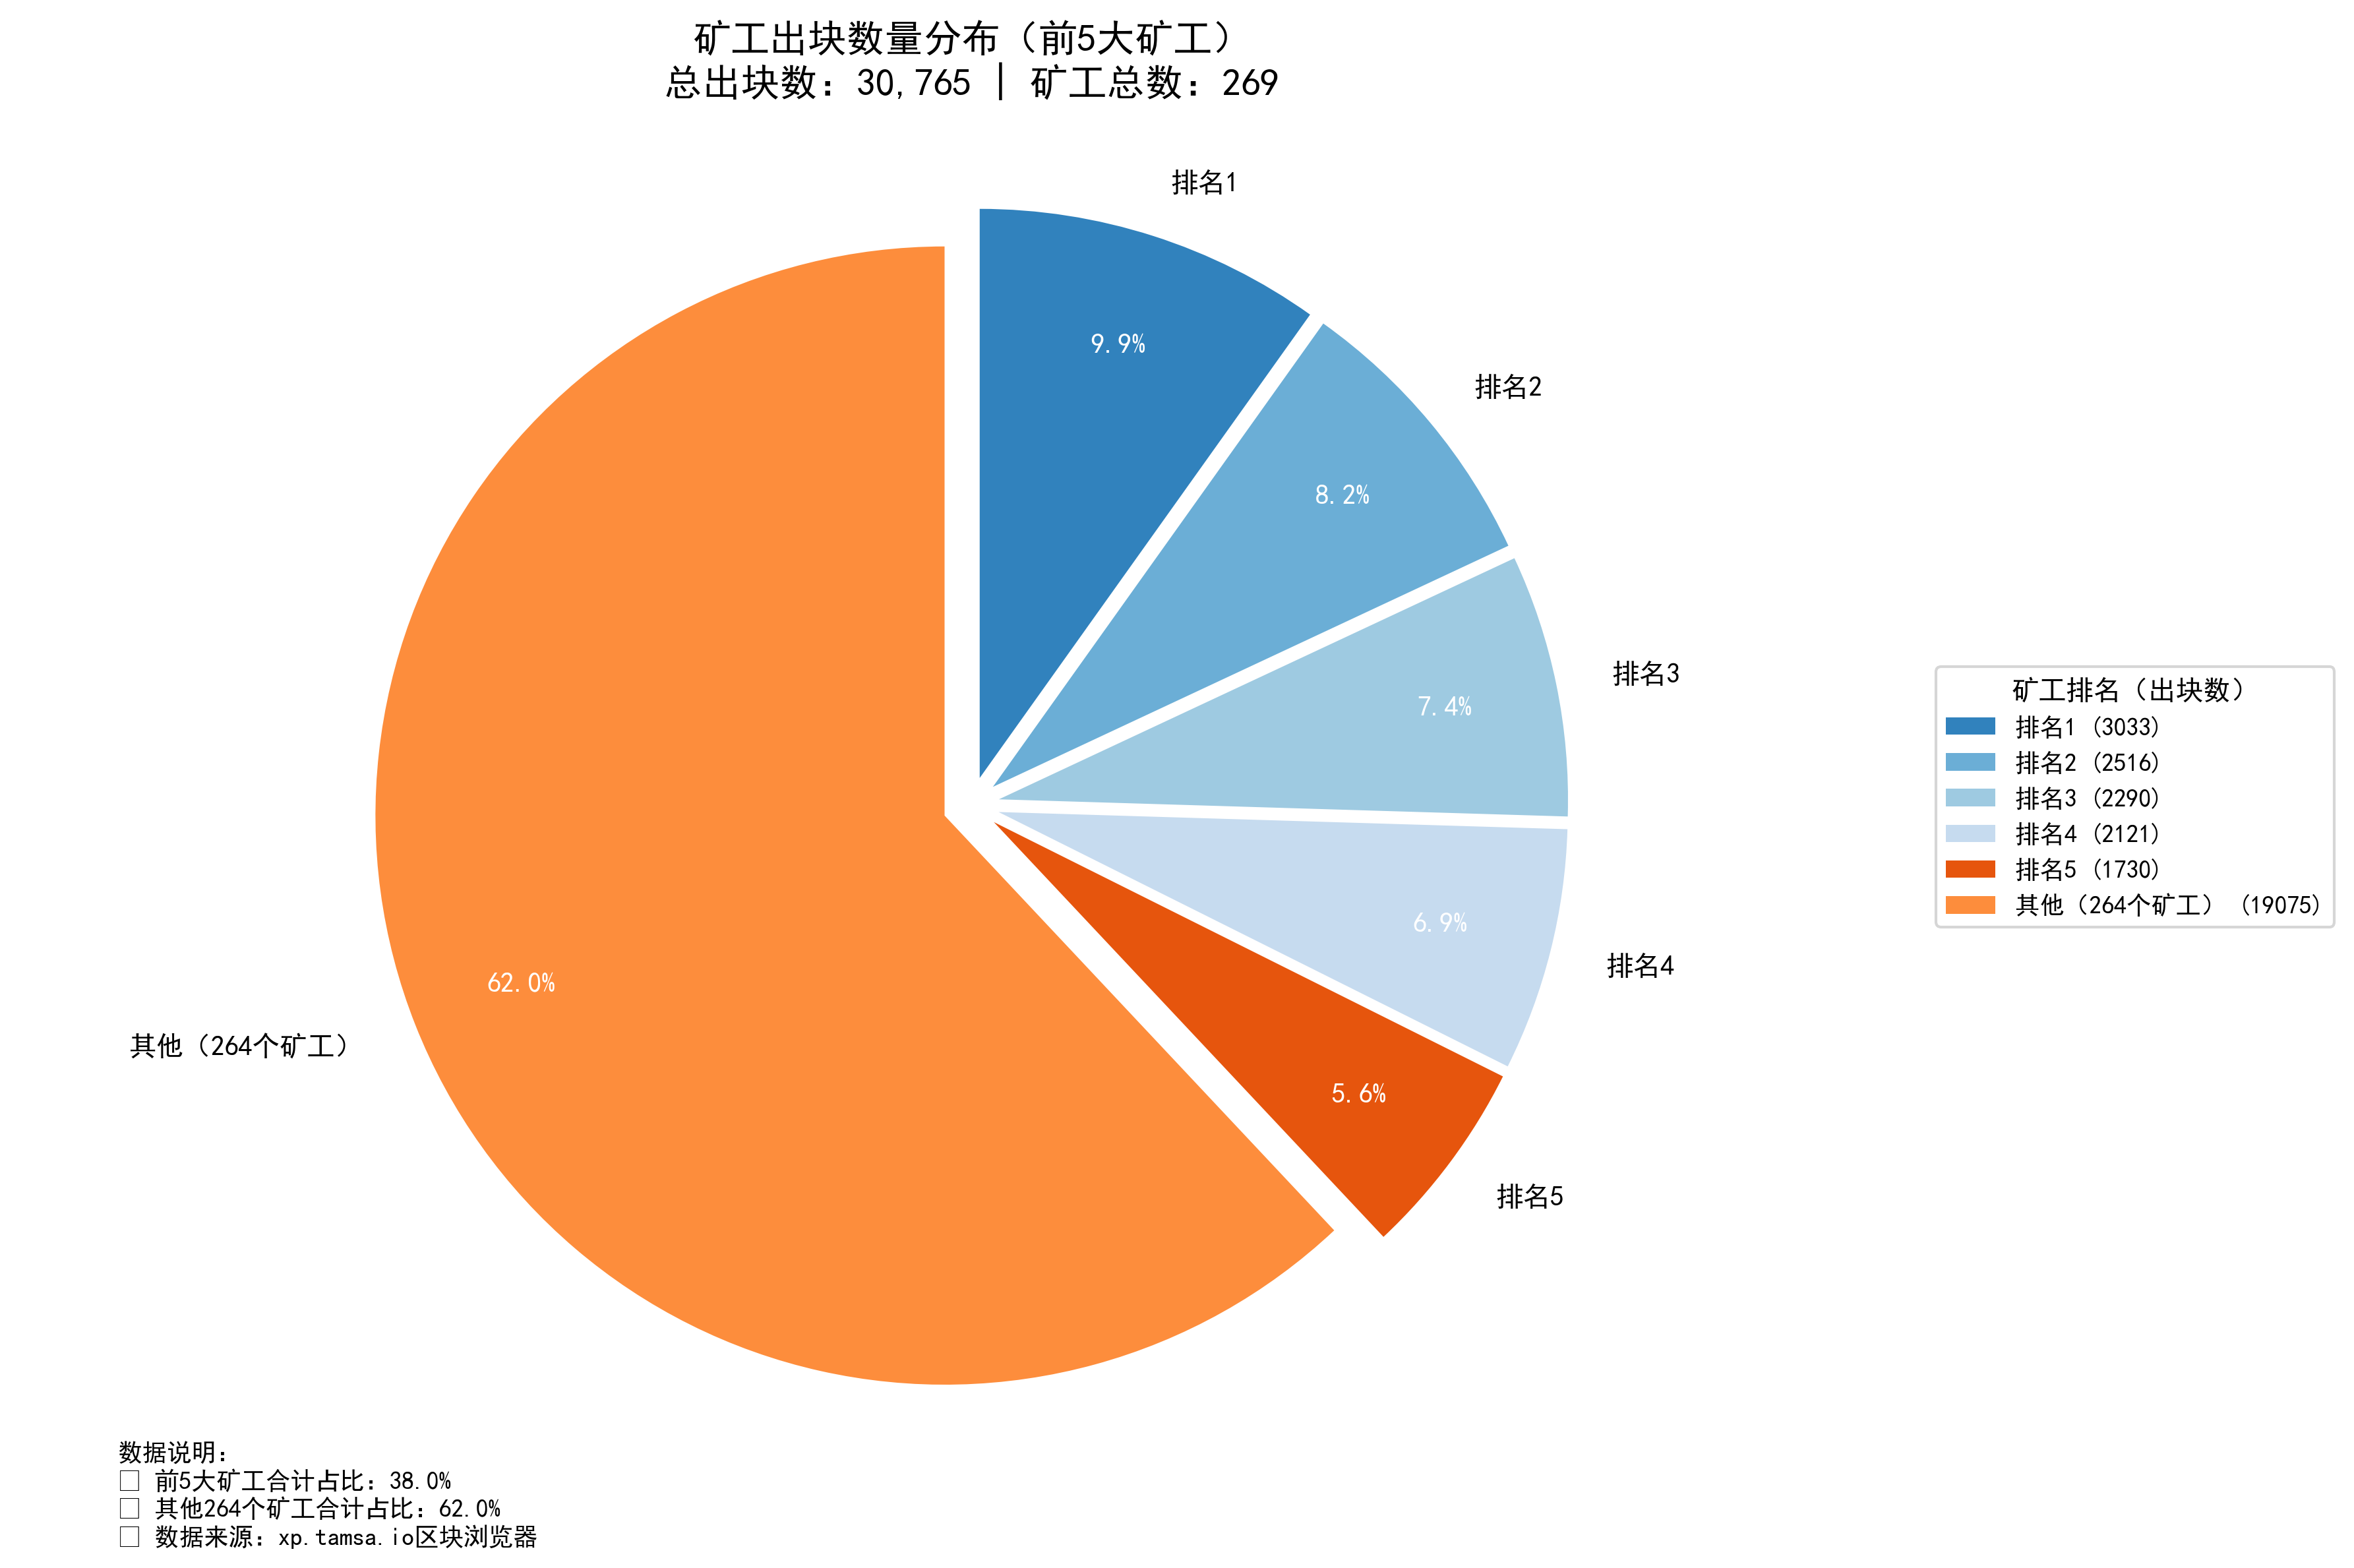 矿工出块数量分布（前5大矿工）
总出块数：30,765 | 矿工总数：269
排名1
9.9%
排名2
8.2%
排名3
7.4%
排名4
6.9%
排名5
5.6%
其他（264个矿工）
62.0%
矿工排名（出块数）
排名1 (3033)
排名2 (2516)
排名3 (2290)
排名4 (2121)
排名5 (1730)
其他（264个矿工） (19075)
数据说明：
□ 前5大矿工合计占比：38.0%
□ 其他264个矿工合计占比：62.0%
□ 数据来源：xp.tamsa.io区块浏览器